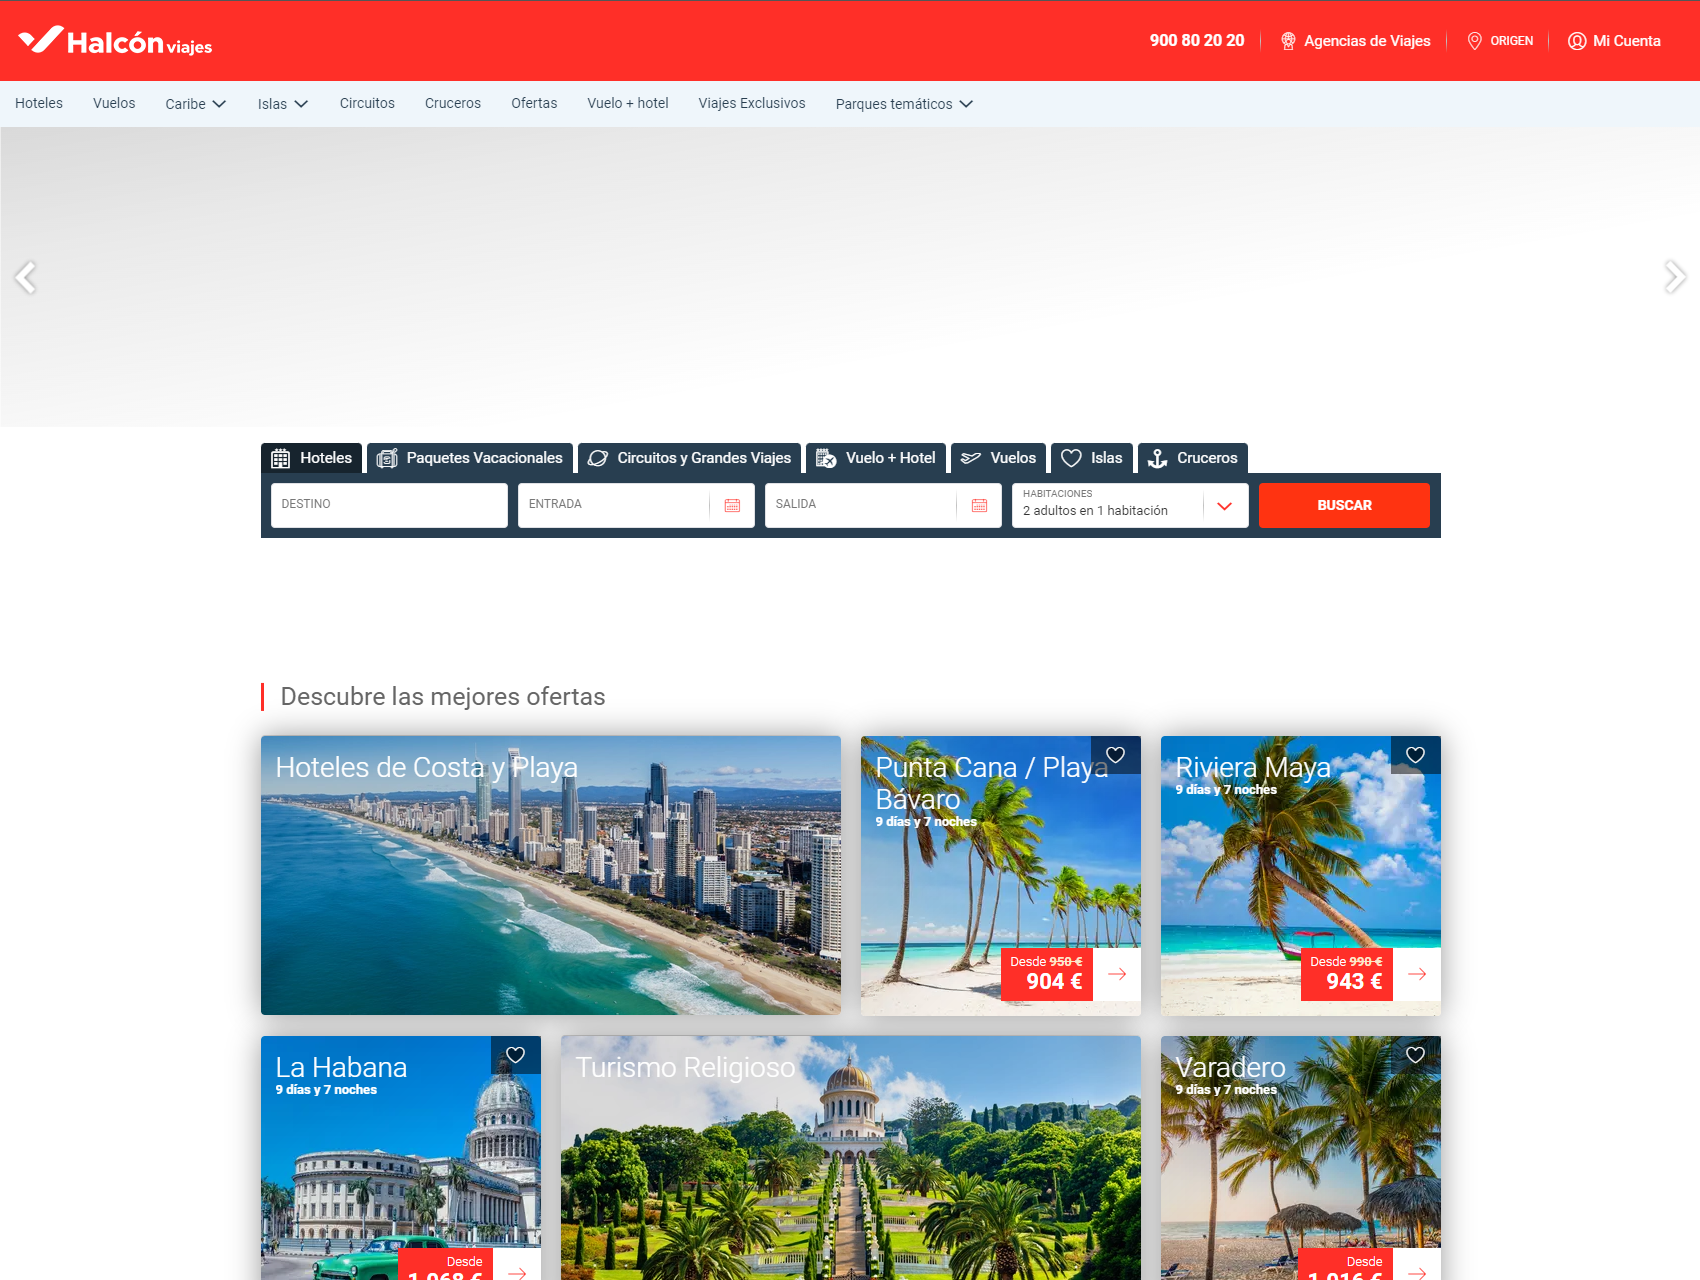 Halcón viajes
900 80 20 20
Agencias de Viajes
ORIGEN
Mi Cuenta
Hoteles
Vuelos
Caribe
Islas
Circuitos
Cruceros
Ofertas
Vuelo + hotel
Viajes Exclusivos
Parques temáticos
Hoteles
Paquetes Vacacionales
Circuitos y Grandes Viajes
Vuelo + Hotel
Vuelos
Islas
Cruceros
DESTINO
ENTRADA
SALIDA
HABITACIONES
2 adultos en 1 habitación
BUSCAR
Descubre las mejores ofertas
Hoteles de Costa y Playa
Punta Cana / Playa
Bávaro
9 días y 7 noches
Desde 950 €
904 €
Riviera Maya
9 días y 7 noches
Desde 990 €
943 €
La Habana
9 días y 7 noches
Desde
1.068 €
Turismo Religioso
Varadero
9 días y 7 noches
Desde
1.016 €